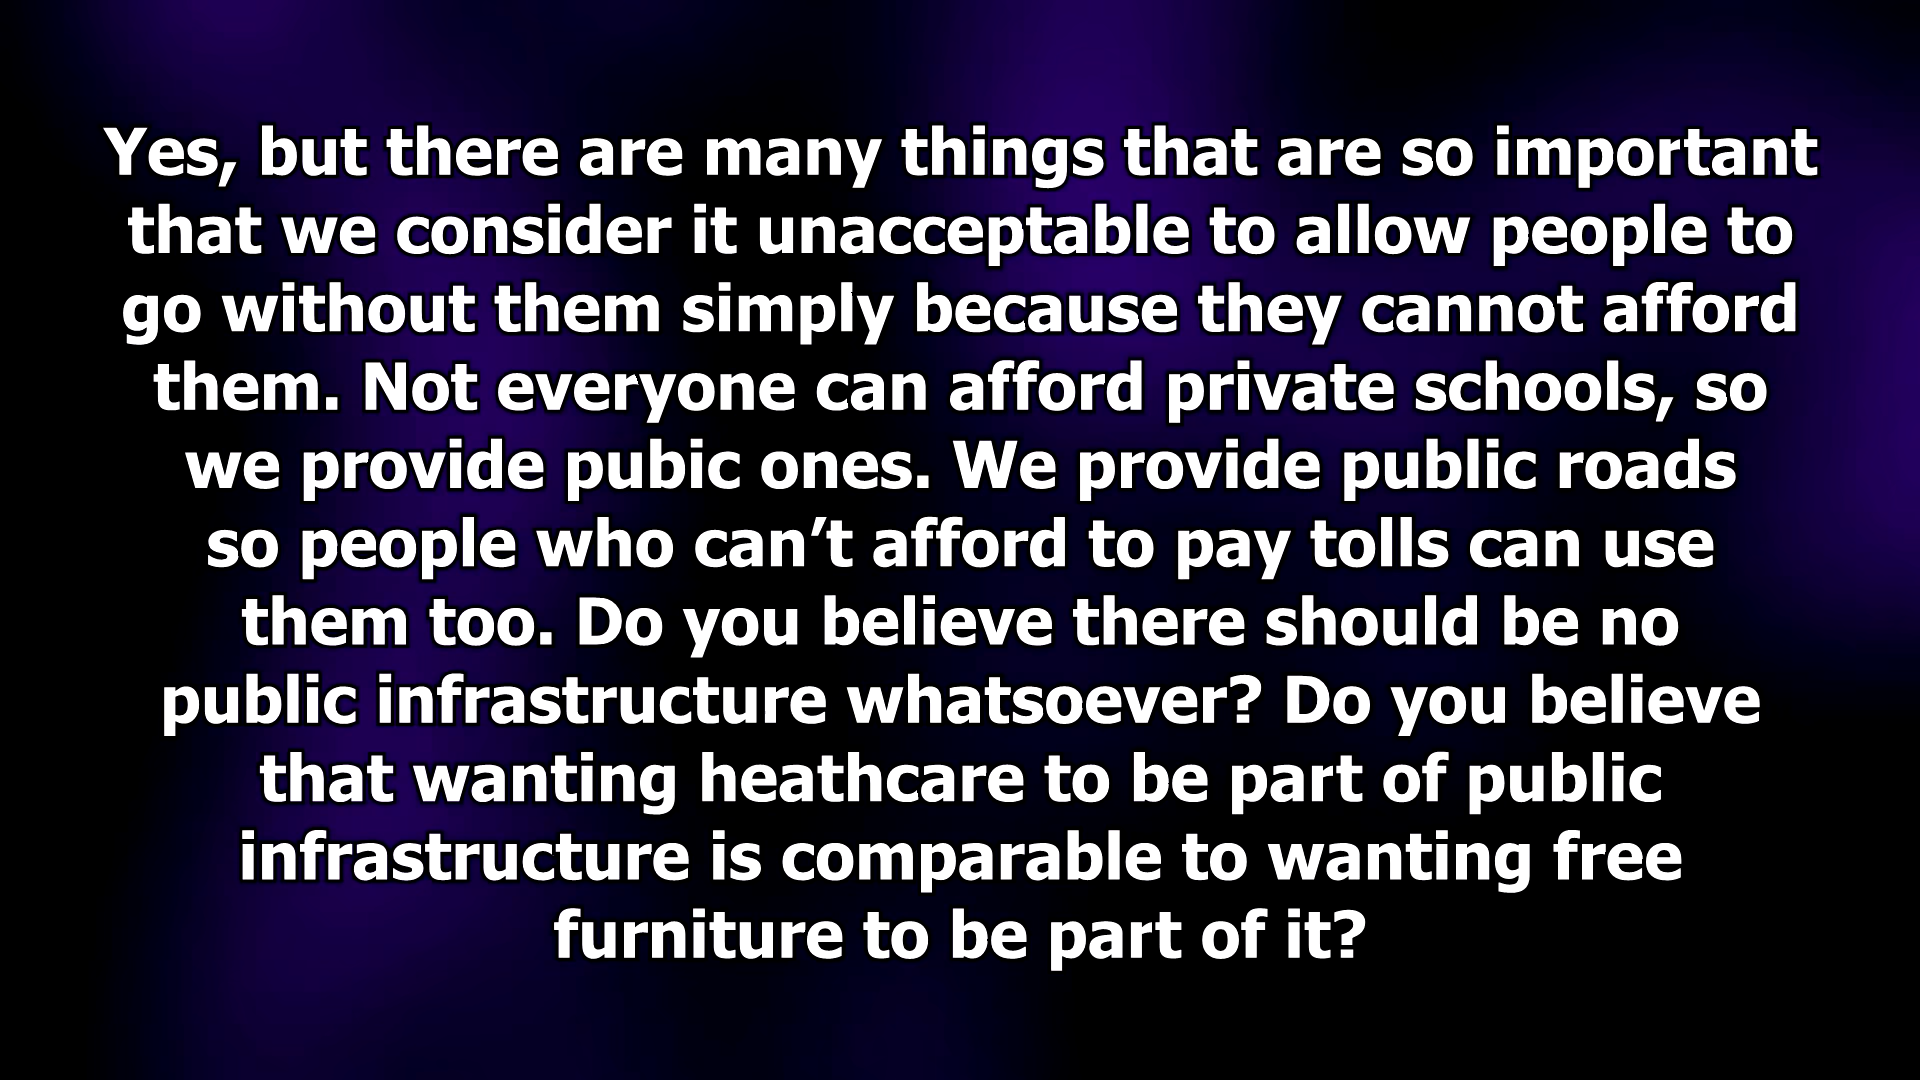 Yes, but there are many things that are so important
that we consider it unacceptable to allow people to
go without them simply because they cannot afford
them. Not everyone can afford private schools, so
we provide pubic ones. We provide public roads
so people who can’t afford to pay tolls can use
them too. Do you believe there should be no
public infrastructure whatsoever? Do you believe
that wanting heathcare to be part of public
infrastructure is comparable to wanting free
furniture to be part of it?